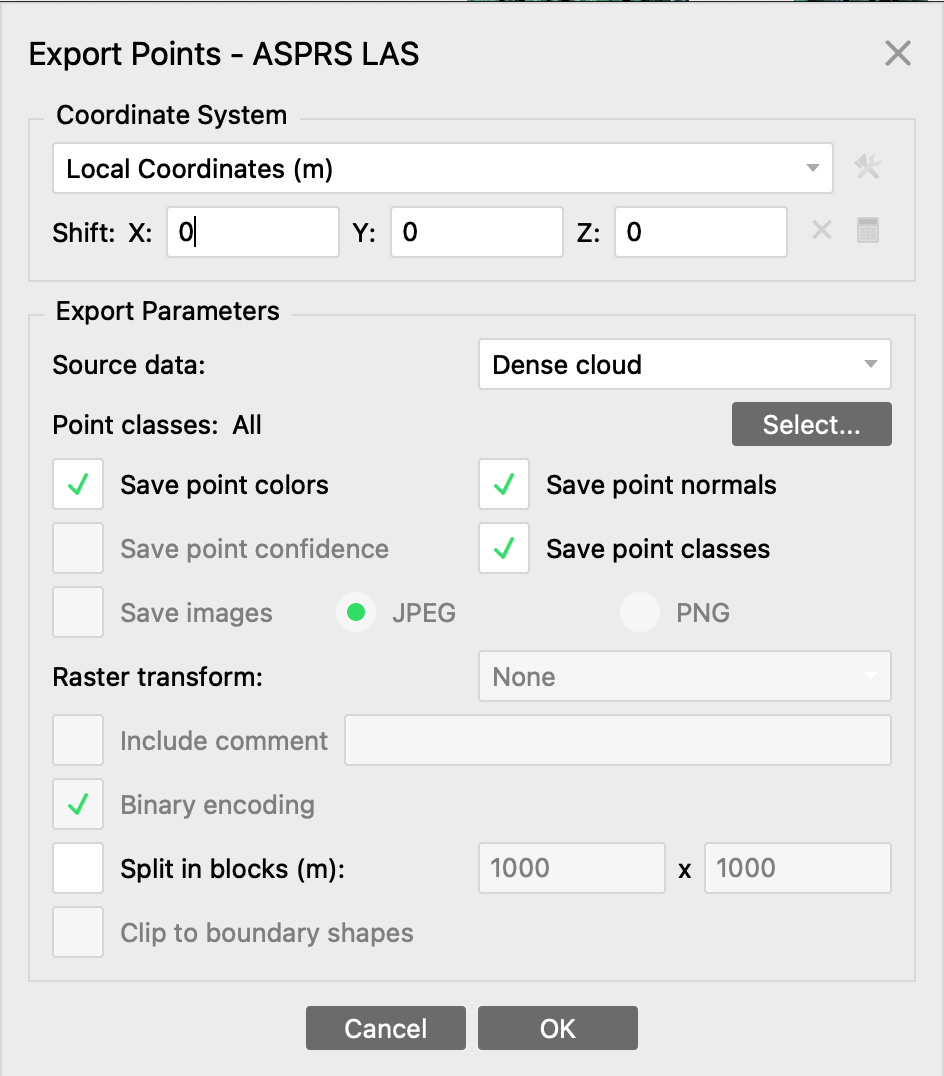 Export Points - ASPRS LAS
Coordinate System
Local Coordinates (m)
Shift: X: 0 Y: 0 Z: 0
Export Parameters
Source data: Dense cloud
Point classes: All Select...
Save point colors Save point normals
Save point confidence Save point classes
Save images JPEG PNG
Raster transform: None
Include comment
Binary encoding
Split in blocks (m): 1000 x 1000
Clip to boundary shapes
Cancel OK